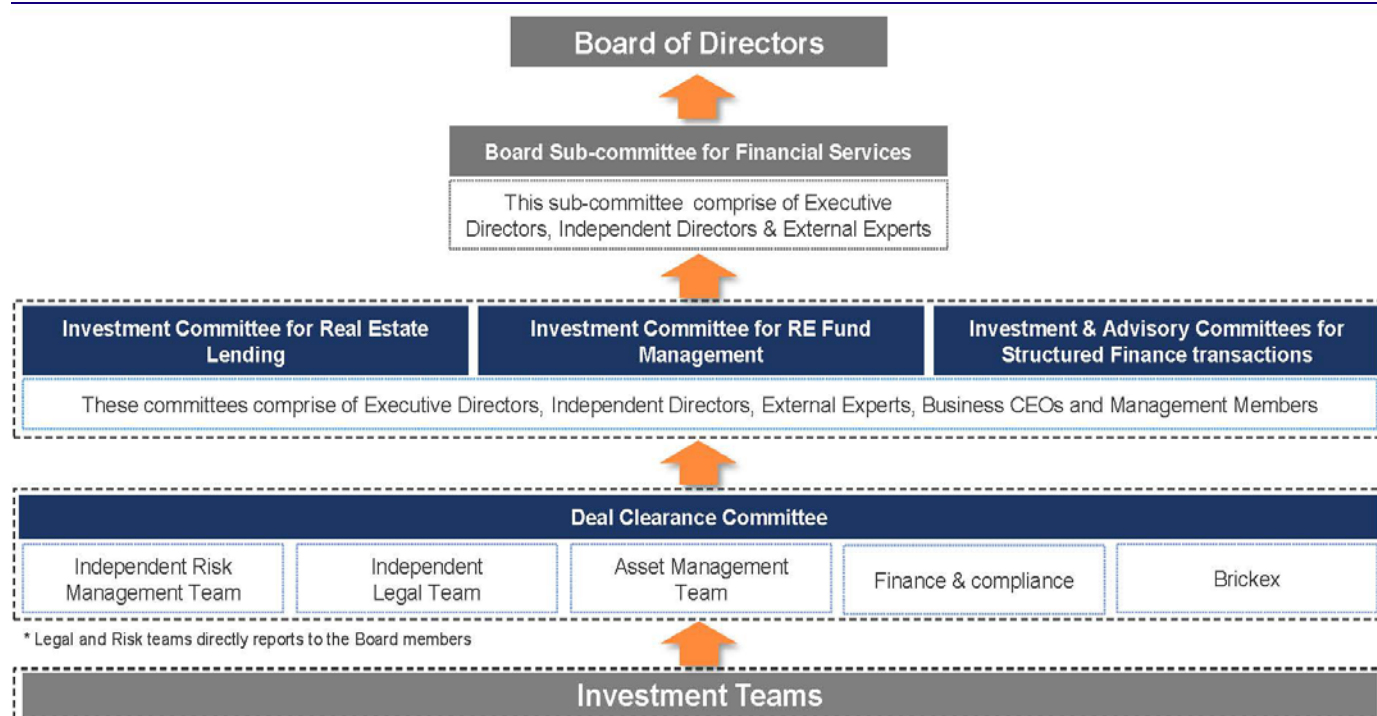 Board of Directors
Board Sub-committee for Financial Services
This sub-committee comprise of Executive
Directors, Independent Directors & External Experts
Investment Committee for Real Estate
Lending
Investment Committee for RE Fund
Management
Investment & Advisory Committees for
Structured Finance transactions
These committees comprise of Executive Directors, Independent Directors, External Experts, Business CEOs and Management Members
Deal Clearance Committee
Independent Risk
Management Team
Independent
Legal Team
Asset Management
Team
Finance & compliance
Brickex
* Legal and Risk teams directly reports to the Board members
Investment Teams